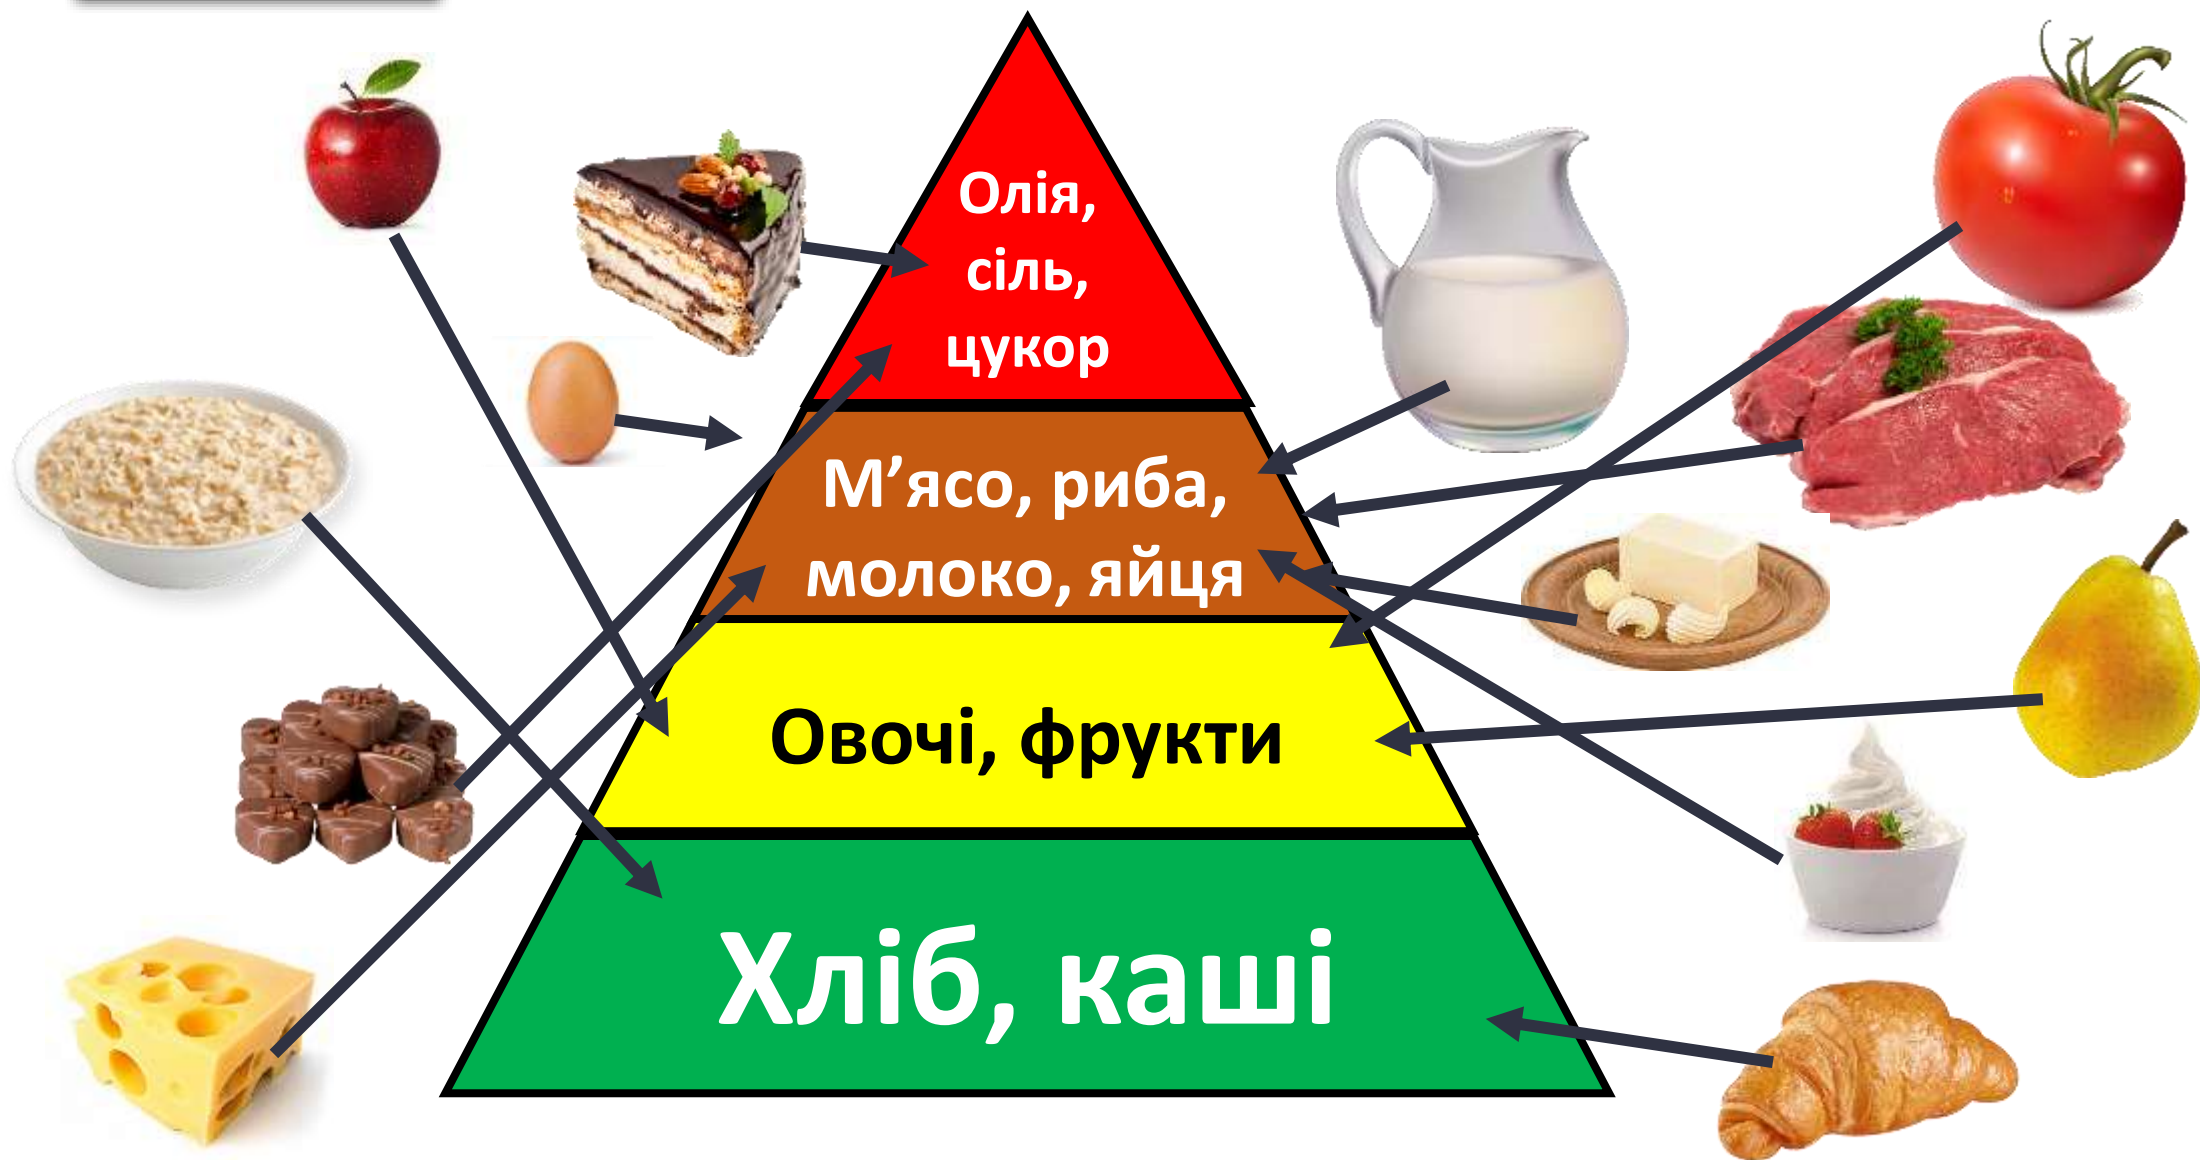 Олія,
сіль,
цукор
М’ясо, риба,
молоко, яйця
Овочі, фрукти
Хліб, каші